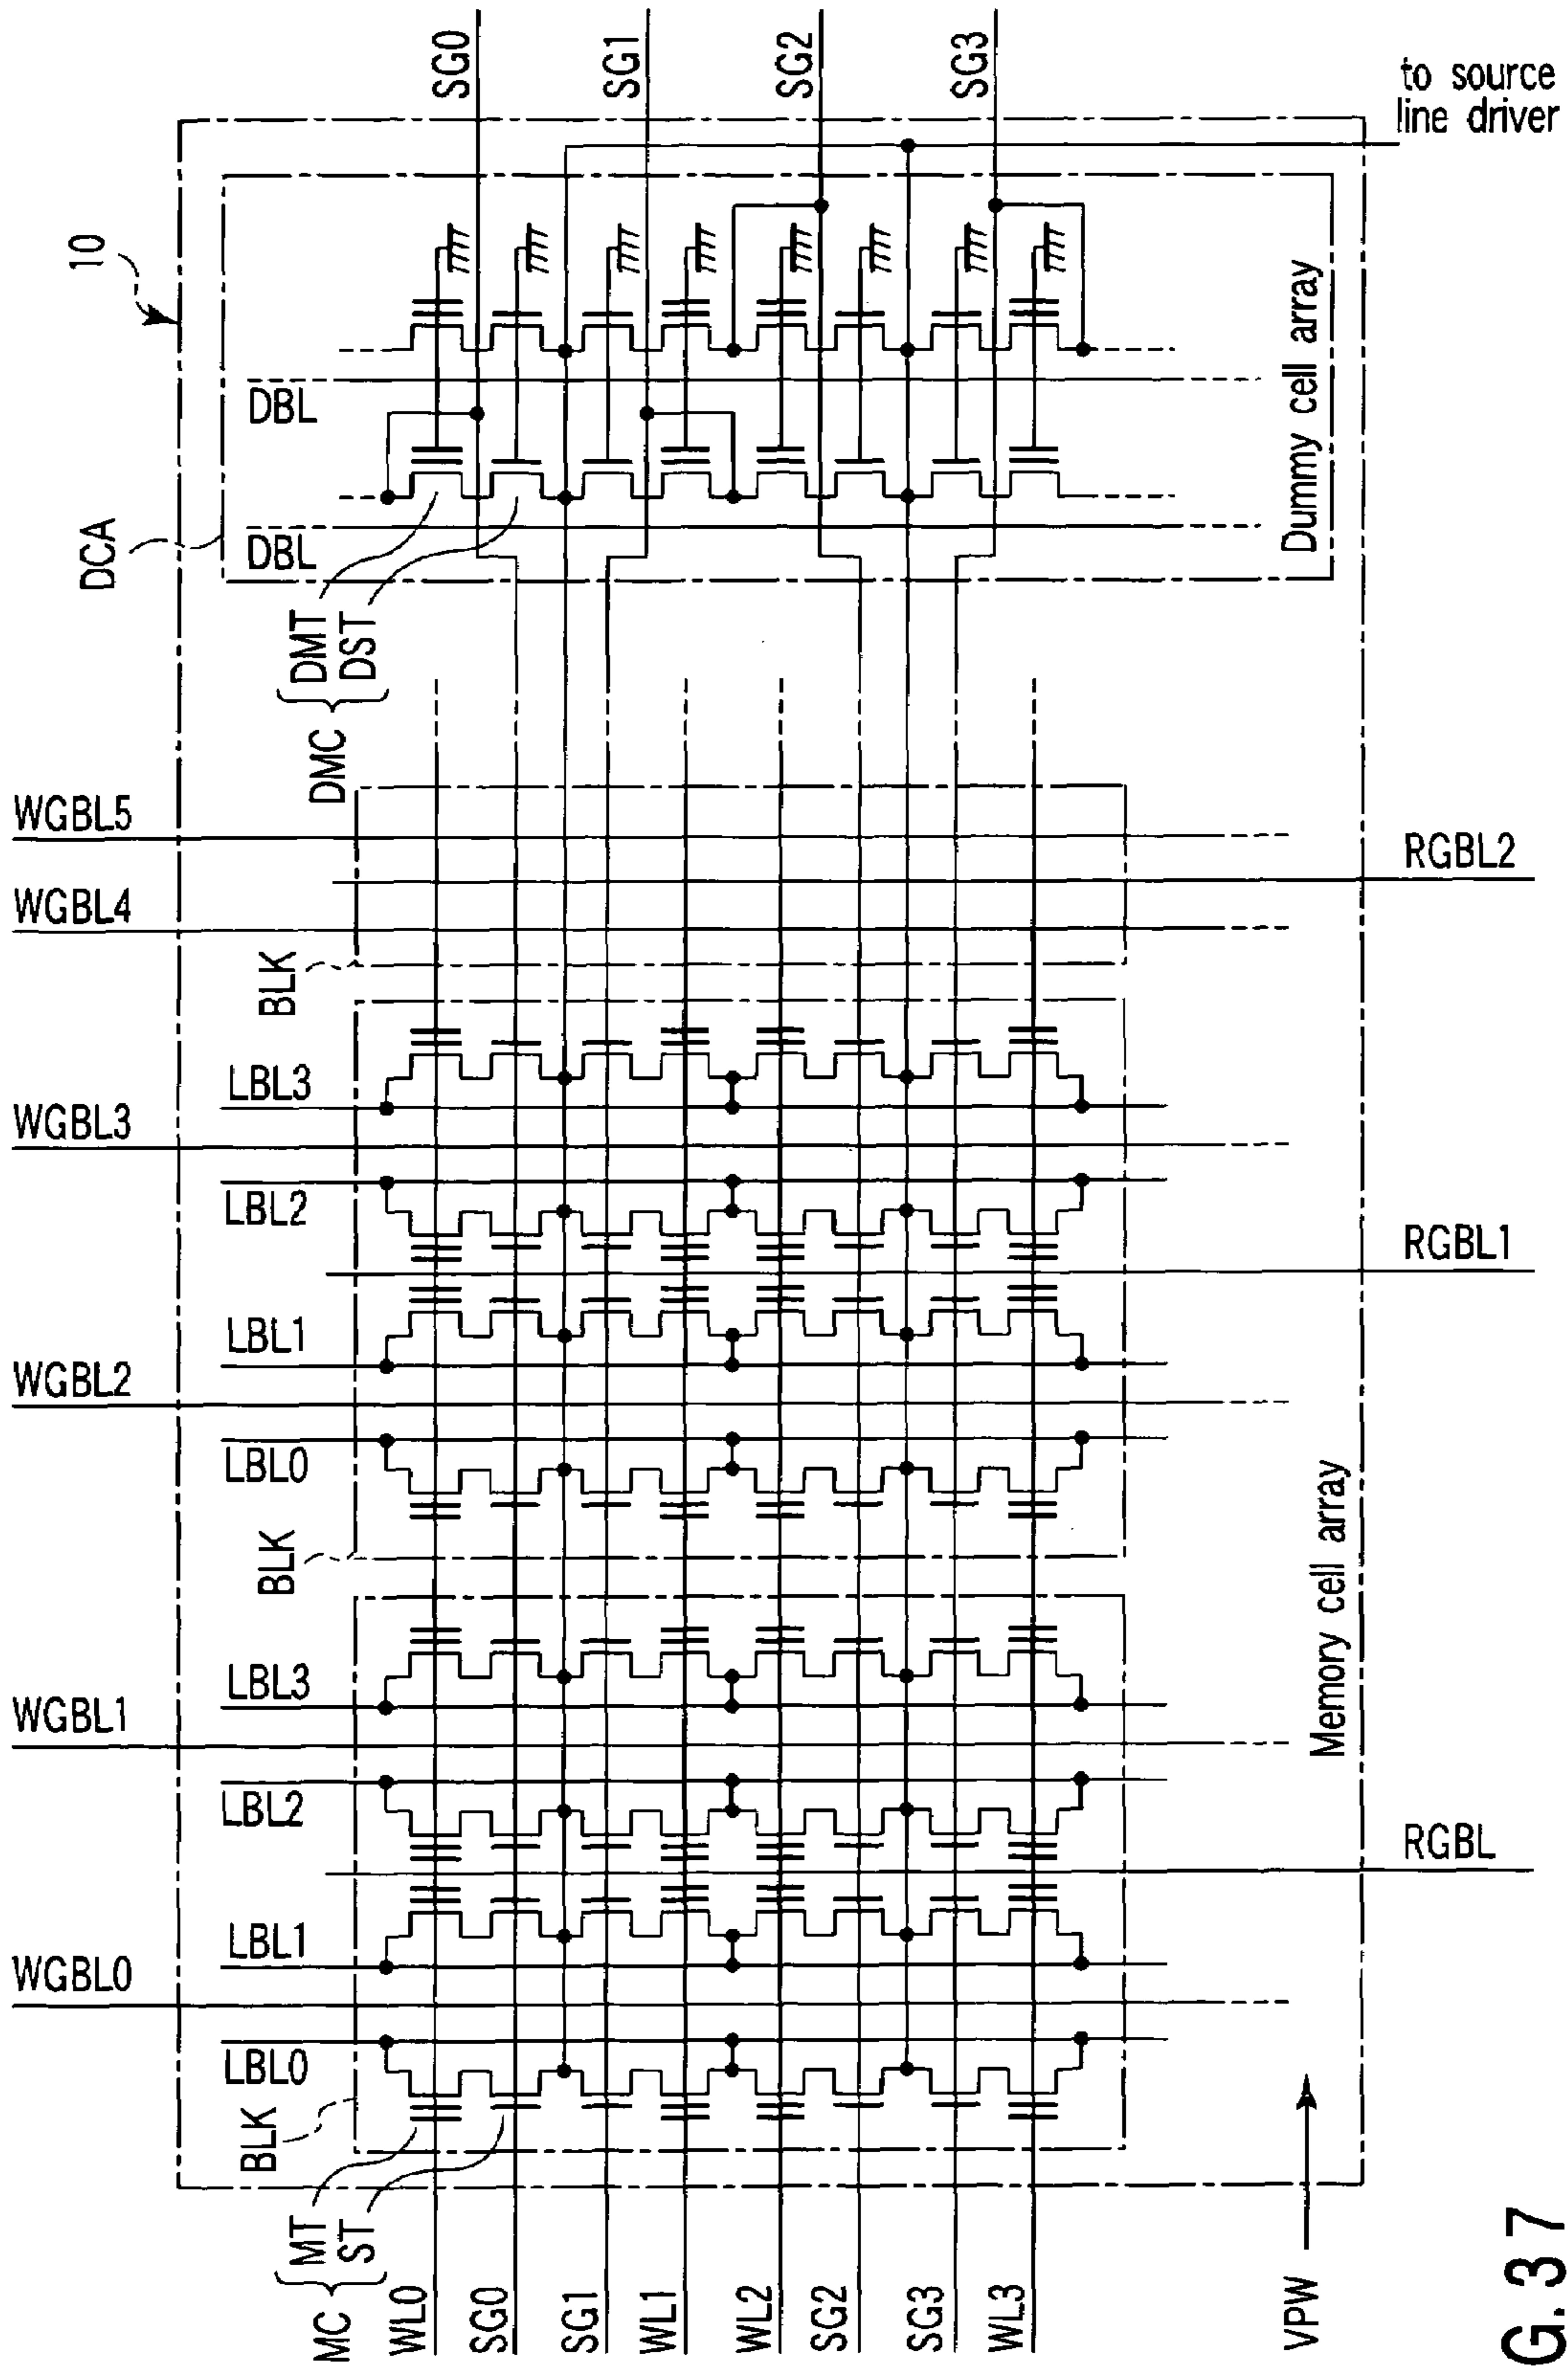 WGBL0
WGBL1
WGBL2
WGBL3
WGBL4
WGBL5
10
DCA
BLK
LBL0
LBL1
LBL2
LBL3
BLK
LBL0
LBL1
LBL2
LBL3
BLK
DMC
DMT
DST
DBL
DBL
MC
MT
ST
WL0
SG0
SG1
WL1
WL2
SG2
SG3
WL3
SG0
SG1
SG2
SG3
VPW
Memory cell array
Dummy cell array
to source
line driver
RGBL
RGBL1
RGBL2
G. 37